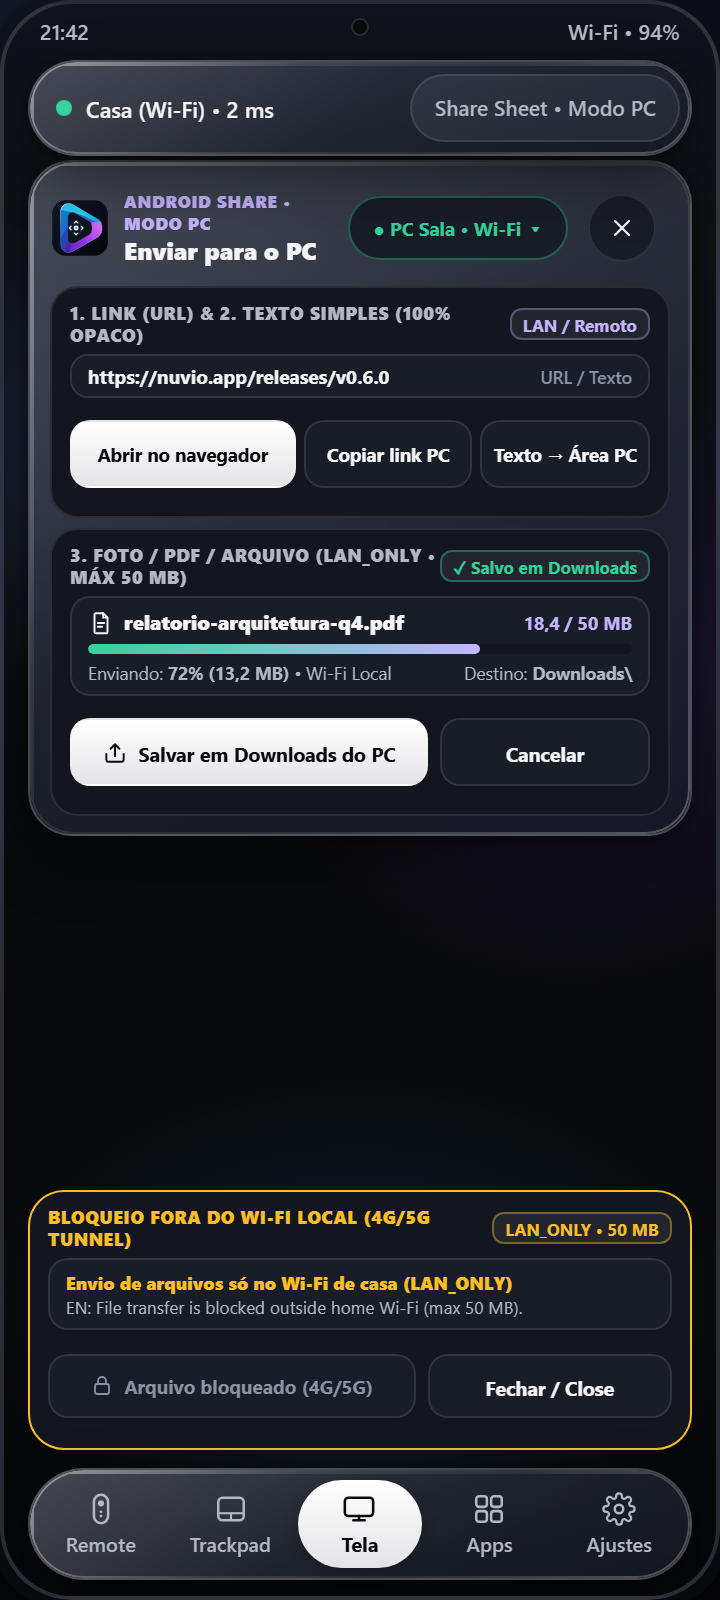 21:42
Wi-Fi • 94%
Casa (Wi-Fi) • 2 ms
Share Sheet • Modo PC
ANDROID SHARE •
MODO PC
Enviar para o PC
● PC Sala • Wi-Fi ▾
1. LINK (URL) & 2. TEXTO SIMPLES (100%
OPACO)
LAN / Remoto
https://nuvio.app/releases/v0.6.0
URL / Texto
Abrir no navegador
Copiar link PC
Texto → Área PC
3. FOTO / PDF / ARQUIVO (LAN_ONLY •
MÁX 50 MB)
✓ Salvo em Downloads
relatorio-arquitetura-q4.pdf
18,4 / 50 MB
Enviando: 72% (13,2 MB) • Wi-Fi Local
Destino: Downloads\
Salvar em Downloads do PC
Cancelar
BLOQUEIO FORA DO WI-FI LOCAL (4G/5G
TUNNEL)
LAN_ONLY • 50 MB
Envio de arquivos só no Wi-Fi de casa (LAN_ONLY)
EN: File transfer is blocked outside home Wi-Fi (max 50 MB).
Arquivo bloqueado (4G/5G)
Fechar / Close
Remote
Trackpad
Tela
Apps
Ajustes